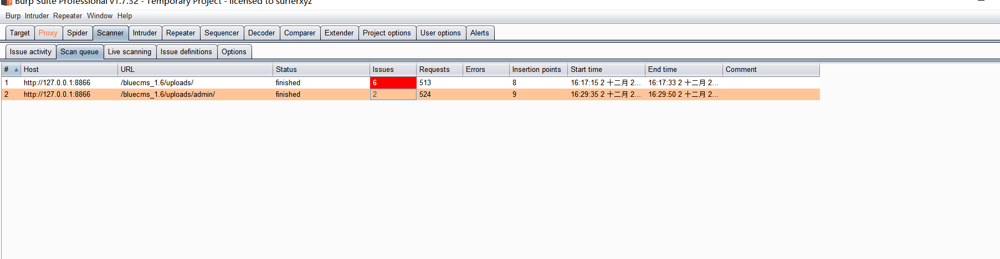 Burp Suite Professional v1.7.32 - Temporary Project - licensed to surferxyz
Burp Intruder Repeater Window Help
Target Proxy Spider Scanner Intruder Repeater Sequencer Decoder Comparer Extender Project options User options Alerts
Issue activity Scan queue Live scanning Issue definitions Options
# Host URL Status Issues Requests Errors Insertion points Start time End time Comment
1 http://127.0.0.1:8866 /bluecms_1.6/uploads/ finished 6 513 8 16:17:15 2 十二月 2... 16:17:33 2 十二月 2...
2 http://127.0.0.1:8866 /bluecms_1.6/uploads/admin/ finished 2 524 9 16:29:35 2 十二月 2... 16:29:50 2 十二月 2...